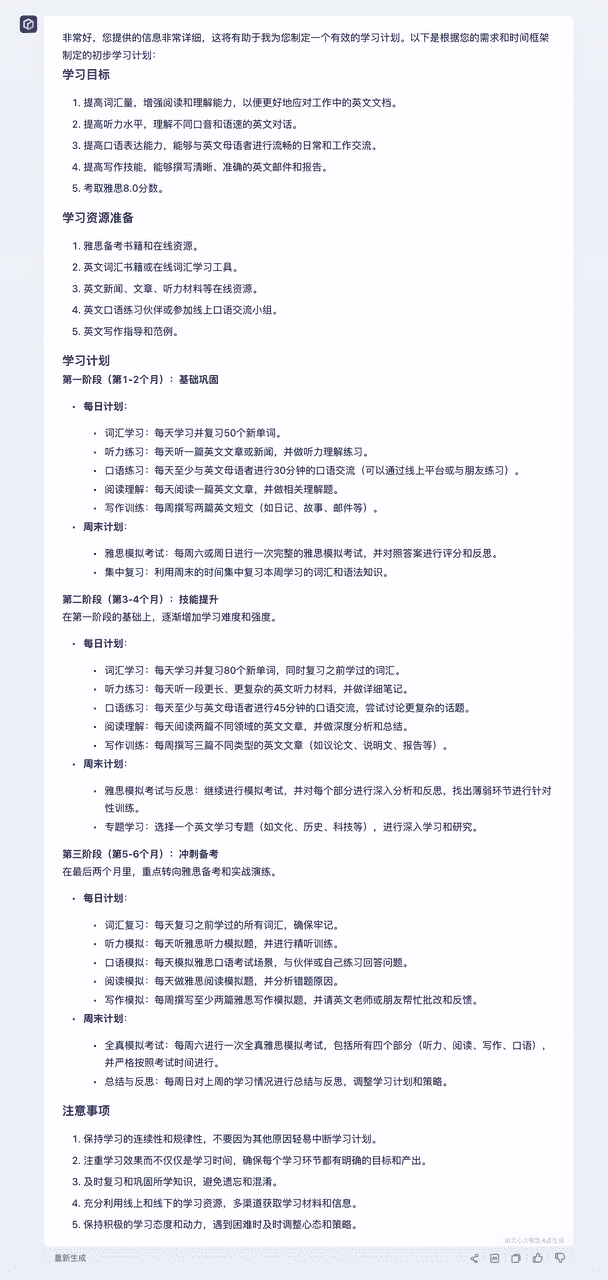 非常好，您提供的信息非常详细，这将有助于我为您制定一个有效的学习计划。以下是根据您的需求和时间框架
制定的初步学习计划：
学习目标
1. 提高词汇量，增强阅读和理解能力，以便更好地应对工作中的英文文档。
2. 提高听力水平，理解不同口音和语速的英文对话。
3. 提高口语表达能力，能够与英文母语者进行流畅的日常和工作交流。
4. 提高写作技能，能够撰写清晰、准确的英文邮件和报告。
5. 考取雅思8.0分数。
学习资源准备
1. 雅思备考书籍和在线资源。
2. 英文词汇书籍或在线词汇学习工具。
3. 英文新闻、文章、听力材料等在线资源。
4. 英文口语练习伙伴或参加线上口语交流小组。
5. 英文写作指导和范例。
学习计划
第一阶段（第1-2个月）：基础巩固
• 每日计划：
• 词汇学习：每天学习并复习50个新单词。
• 听力练习：每天听一篇英文文章或新闻，并做听力理解练习。
• 口语练习：每天至少与英文母语者进行30分钟的口语交流（可以通过线上平台或与朋友练习）。
• 阅读理解：每天阅读一篇英文文章，并做相关理解题。
• 写作训练：每周撰写两篇英文短文（如日记、故事、邮件等）。
• 周末计划：
• 雅思模拟考试：每周六或周日进行一次完整的雅思模拟考试，并对照答案进行评分和反思。
• 集中复习：利用周末的时间集中复习本周学习的词汇和语法知识。
第二阶段（第3-4个月）：技能提升
在第一阶段的基础上，逐渐增加学习难度和强度。
• 每日计划：
• 词汇学习：每天学习并复习80个新单词，同时复习之前学过的词汇。
• 听力练习：每天听一段更长、更复杂的英文听力材料，并做详细笔记。
• 口语练习：每天至少与英文母语者进行45分钟的口语交流，尝试讨论更复杂的话题。
• 阅读理解：每天阅读两篇不同领域的英文文章，并做深度分析和总结。
• 写作训练：每周撰写三篇不同类型的英文文章（如议论文、说明文、报告等）。
• 周末计划：
• 雅思模拟考试与反思：继续进行模拟考试，并对每个部分进行深入分析和反思，找出薄弱环节进行针对
性训练。
• 专题学习：选择一个英文学习专题（如文化、历史、科技等），进行深入学习和研究。
第三阶段（第5-6个月）：冲刺备考
在最后两个月里，重点转向雅思备考和实战演练。
• 每日计划：
• 词汇复习：每天复习之前学过的所有词汇，确保牢记。
• 听力模拟：每天听雅思听力模拟题，并进行精听训练。
• 口语模拟：每天模拟雅思口语考试场景，与伙伴或自己练习回答问题。
• 阅读模拟：每天做雅思阅读模拟题，并分析错题原因。
• 写作模拟：每周撰写至少两篇雅思写作模拟题，并请英文老师或朋友帮忙批改和反馈。
• 周末计划：
• 全真模拟考试：每周六进行一次全真雅思模拟考试，包括所有四个部分（听力、阅读、写作、口语），
并严格按照考试时间进行。
• 总结与反思：每周日对上周的学习情况进行总结与反思，调整学习计划和策略。
注意事项
1. 保持学习的连续性和规律性，不要因为其他原因轻易中断学习计划。
2. 注重学习效果而不仅仅是学习时间，确保每个学习环节都有明确的目标和产出。
3. 及时复习和巩固所学知识，避免遗忘和混淆。
4. 充分利用线上和线下的学习资源，多渠道获取学习材料和信息。
5. 保持积极的学习态度和动力，遇到困难时及时调整心态和策略。
由文心大模型 4.0 生成
重新生成